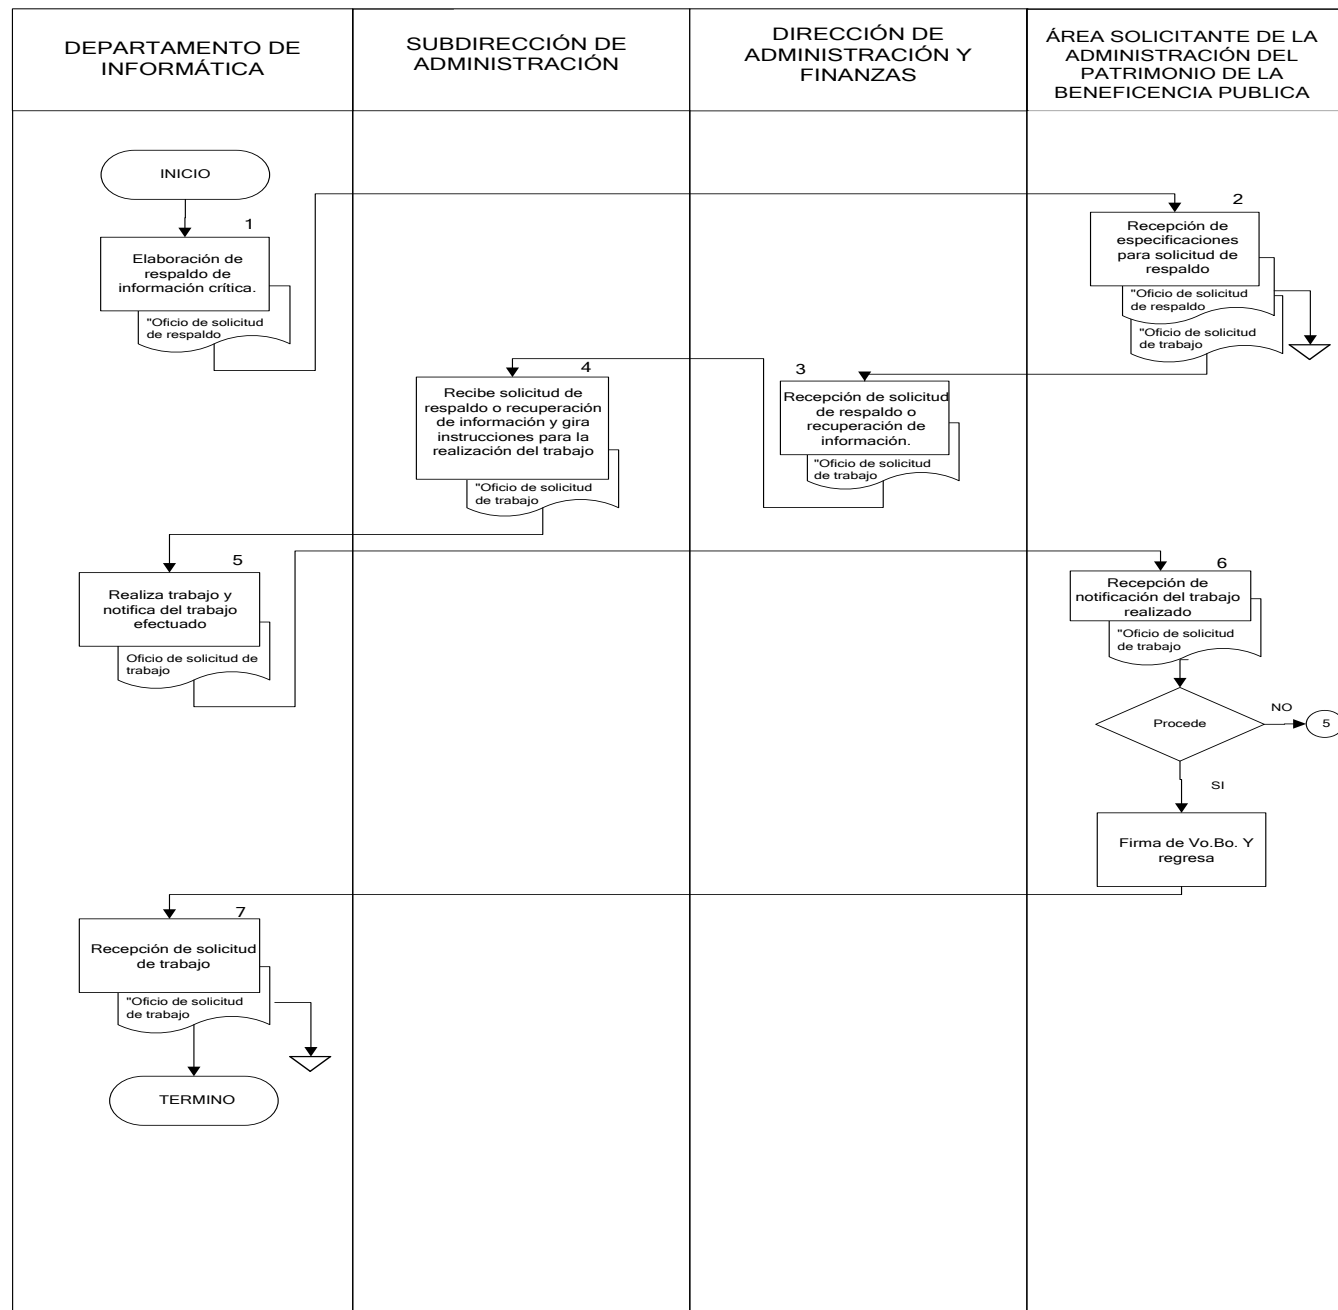 DEPARTAMENTO DE
INFORMÁTICA
SUBDIRECCIÓN DE
ADMINISTRACIÓN
DIRECCIÓN DE
ADMINISTRACIÓN Y
FINANZAS
ÁREA SOLICITANTE DE LA
ADMINISTRACIÓN DEL
PATRIMONIO DE LA
BENEFICENCIA PUBLICA
INICIO
1
Elaboración de
respaldo de
información crítica.
"Oficio de solicitud
de respaldo
2
Recepción de
especificaciones
para solicitud de
respaldo
"Oficio de solicitud
de respaldo
"Oficio de solicitud
de trabajo
3
Recepción de solicitud
de respaldo o
recuperación de
información.
"Oficio de solicitud
de trabajo
4
Recibe solicitud de
respaldo o recuperación
de información y gira
instrucciones para la
realización del trabajo
"Oficio de solicitud
de trabajo
5
Realiza trabajo y
notifica del trabajo
efectuado
Oficio de solicitud de
trabajo
6
Recepción de
notificación del trabajo
realizado
"Oficio de solicitud
de trabajo
Procede
NO
5
SI
Firma de Vo.Bo. Y
regresa
7
Recepción de solicitud
de trabajo
"Oficio de solicitud
de trabajo
TERMINO